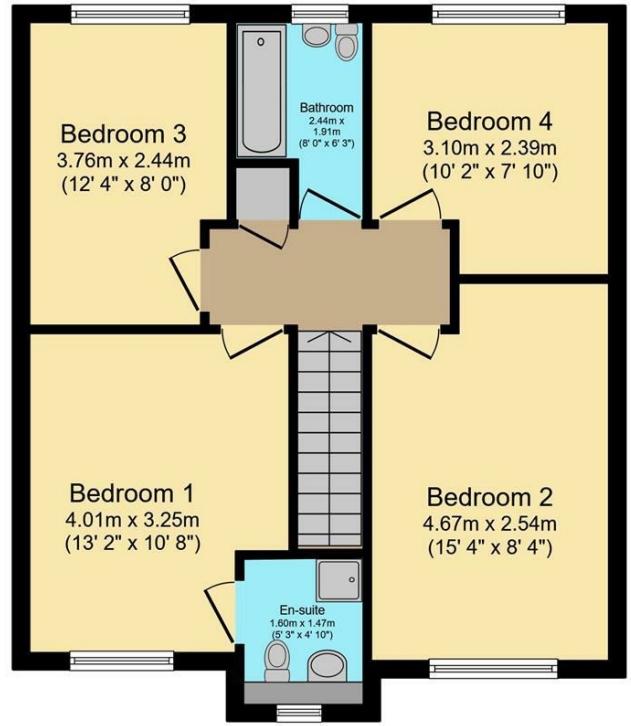 Bedroom 3
3.76m x 2.44m
(12' 4" x 8' 0")
Bathroom
2.44m x
1.91m
(8' 0" x 6' 3")
Bedroom 4
3.10m x 2.39m
(10' 2" x 7' 10")
Bedroom 1
4.01m x 3.25m
(13' 2" x 10' 8")
Bedroom 2
4.67m x 2.54m
(15' 4" x 8' 4")
En-suite
1.60m x 1.47m
(5' 3" x 4' 10")